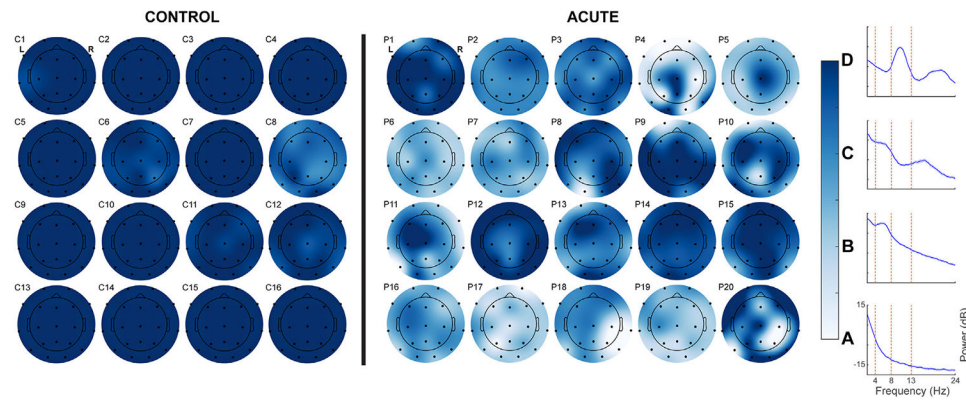 CONTROL
ACUTE
C1 C2 C3 C4
L R
P1 P2 P3 P4 P5
L R
C5 C6 C7 C8
P6 P7 P8 P9 P10
C9 C10 C11 C12
P11 P12 P13 P14 P15
C13 C14 C15 C16
P16 P17 P18 P19 P20
D
C
B
A
15
-15
4 8 13 24
Frequency (Hz)
Power (dB)